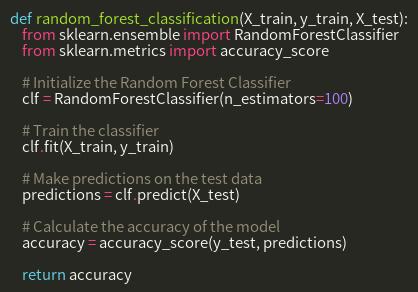 def random_forest_classification(X_train, y_train, X_test):
from sklearn.ensemble import RandomForestClassifier
from sklearn.metrics import accuracy_score
# Initialize the Random Forest Classifier
clf = RandomForestClassifier(n_estimators=100)
# Train the classifier
clf.fit(X_train, y_train)
# Make predictions on the test data
predictions = clf.predict(X_test)
# Calculate the accuracy of the model
accuracy = accuracy_score(y_test, predictions)
return accuracy